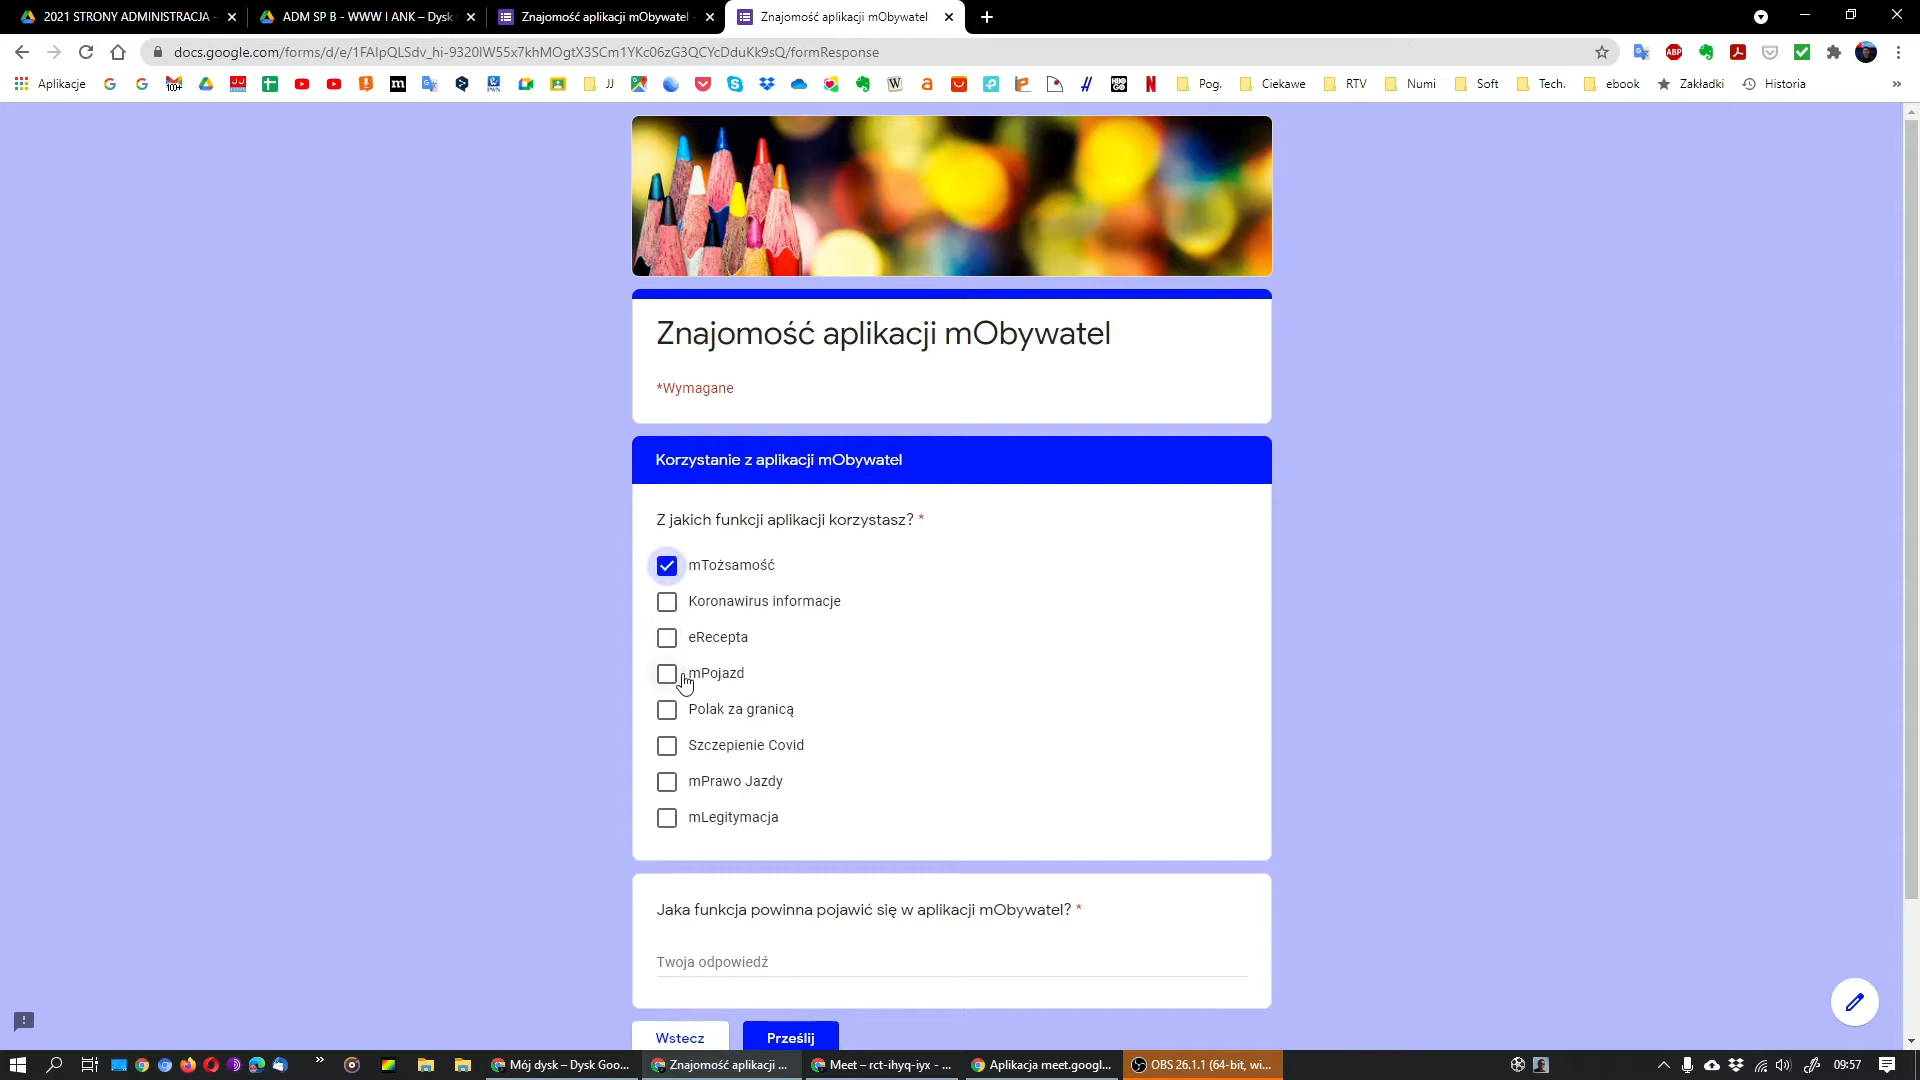 2021 STRONY ADMINISTRACJA -
ADM SP B - WWW I ANK – Dysk
Znajomość aplikacji mObywatel -
Znajomość aplikacji mObywatel
docs.google.com/forms/d/e/1FAIpQLSdv_hi-9320IW55x7khMOgtX3SCm1YKc06zG3QCYcDduKk9sQ/formResponse
Aplikacje
JJ
Pog.
Ciekawe
RTV
Numi
Soft
Tech.
ebook
Zakładki
Historia
Znajomość aplikacji mObywatel
*Wymagane
Korzystanie z aplikacji mObywatel
Z jakich funkcji aplikacji korzystasz? *
mTożsamość
Koronawirus informacje
eRecepta
mPojazd
Polak za granicą
Szczepienie Covid
mPrawo Jazdy
mLegitymacja
Jaka funkcja powinna pojawić się w aplikacji mObywatel? *
Twoja odpowiedź
Wstecz
Prześlij
Mój dysk – Dysk Goo...
Znajomość aplikacji ...
Meet – rct-ihyq-iyx - ...
Aplikacja meet.googl...
OBS 26.1.1 (64-bit, wi...
09:57